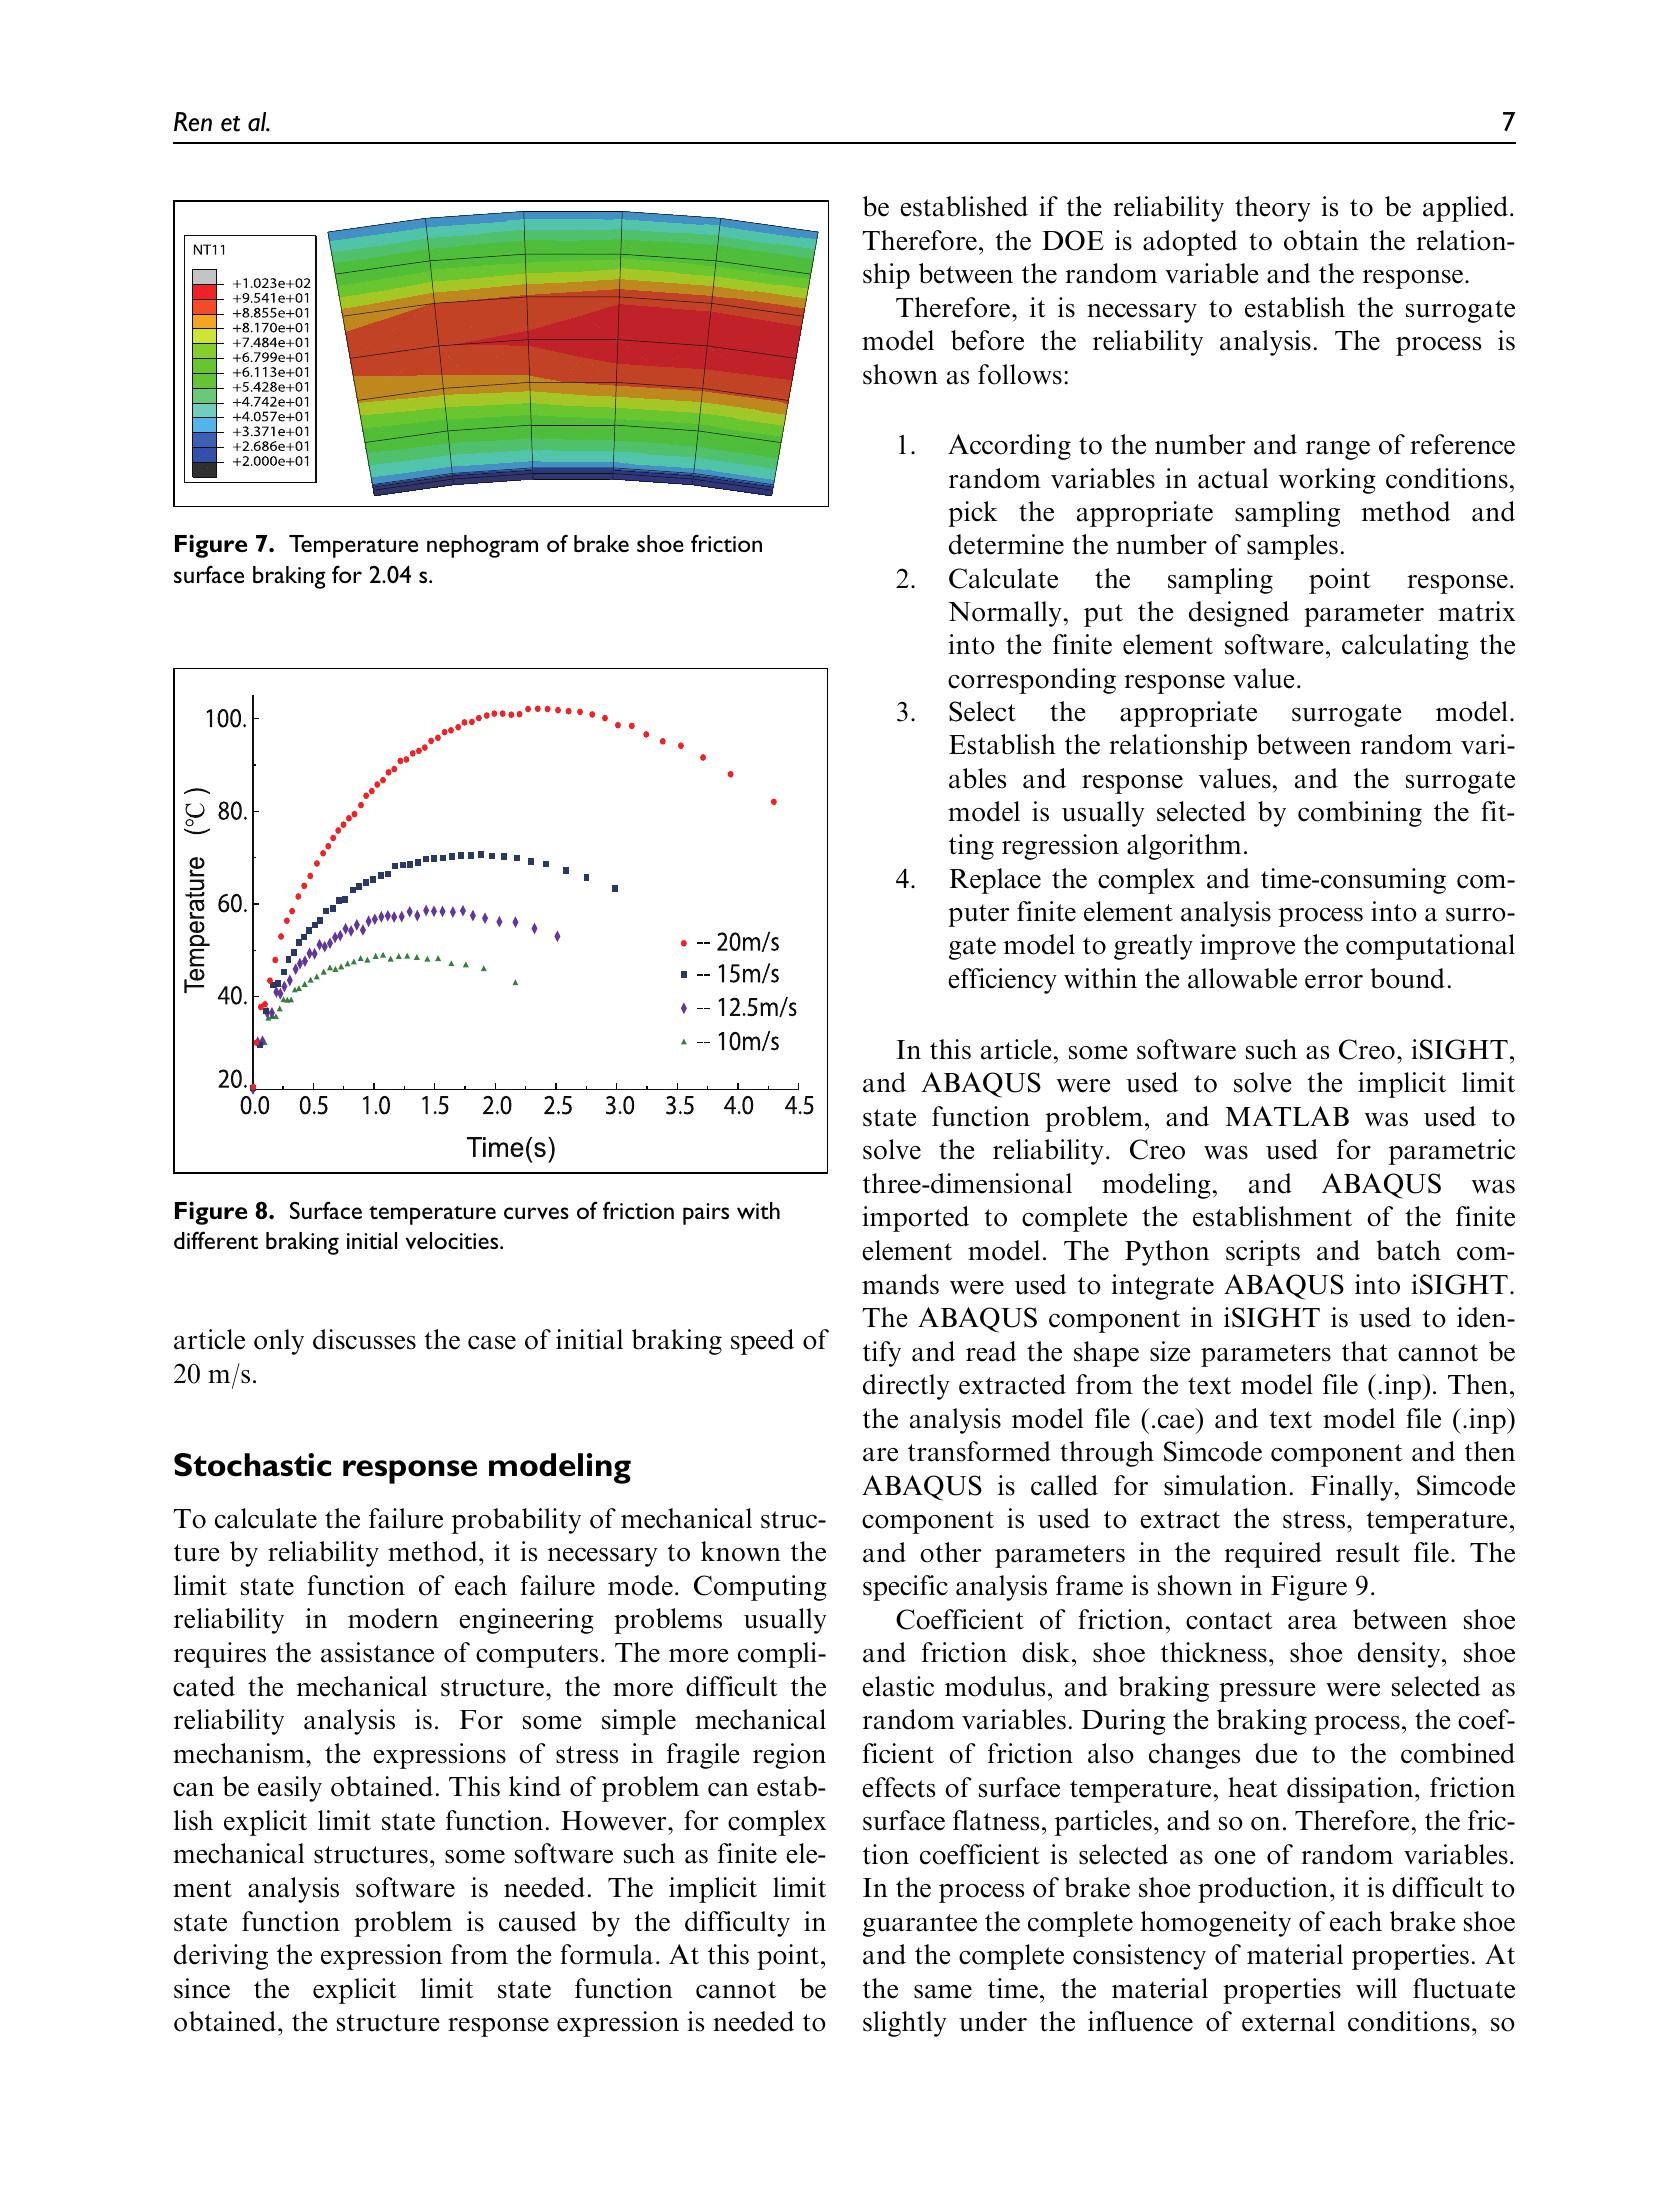 Ren et al.
7
NT11
+1.023e+02
+9.541e+01
+8.855e+01
+8.170e+01
+7.484e+01
+6.799e+01
+6.113e+01
+5.428e+01
+4.742e+01
+4.057e+01
+3.371e+01
+2.686e+01
+2.000e+01
Figure 7. Temperature nephogram of brake shoe friction
surface braking for 2.04 s.
100.
80.
60.
40.
20.
Temperature (°C)
0.0 0.5 1.0 1.5 2.0 2.5 3.0 3.5 4.0 4.5
Time(s)
-- 20m/s
-- 15m/s
-- 12.5m/s
-- 10m/s
Figure 8. Surface temperature curves of friction pairs with
different braking initial velocities.
article only discusses the case of initial braking speed of
20 m/s.
Stochastic response modeling
To calculate the failure probability of mechanical struc-
ture by reliability method, it is necessary to known the
limit state function of each failure mode. Computing
reliability in modern engineering problems usually
requires the assistance of computers. The more compli-
cated the mechanical structure, the more difficult the
reliability analysis is. For some simple mechanical
mechanism, the expressions of stress in fragile region
can be easily obtained. This kind of problem can estab-
lish explicit limit state function. However, for complex
mechanical structures, some software such as finite ele-
ment analysis software is needed. The implicit limit
state function problem is caused by the difficulty in
deriving the expression from the formula. At this point,
since the explicit limit state function cannot be
obtained, the structure response expression is needed to
be established if the reliability theory is to be applied.
Therefore, the DOE is adopted to obtain the relation-
ship between the random variable and the response.
Therefore, it is necessary to establish the surrogate
model before the reliability analysis. The process is
shown as follows:
1. According to the number and range of reference
random variables in actual working conditions,
pick the appropriate sampling method and
determine the number of samples.
2. Calculate the sampling point response.
Normally, put the designed parameter matrix
into the finite element software, calculating the
corresponding response value.
3. Select the appropriate surrogate model.
Establish the relationship between random vari-
ables and response values, and the surrogate
model is usually selected by combining the fit-
ting regression algorithm.
4. Replace the complex and time-consuming com-
puter finite element analysis process into a surro-
gate model to greatly improve the computational
efficiency within the allowable error bound.
In this article, some software such as Creo, iSIGHT,
and ABAQUS were used to solve the implicit limit
state function problem, and MATLAB was used to
solve the reliability. Creo was used for parametric
three-dimensional modeling, and ABAQUS was
imported to complete the establishment of the finite
element model. The Python scripts and batch com-
mands were used to integrate ABAQUS into iSIGHT.
The ABAQUS component in iSIGHT is used to iden-
tify and read the shape size parameters that cannot be
directly extracted from the text model file (.inp). Then,
the analysis model file (.cae) and text model file (.inp)
are transformed through Simcode component and then
ABAQUS is called for simulation. Finally, Simcode
component is used to extract the stress, temperature,
and other parameters in the required result file. The
specific analysis frame is shown in Figure 9.
Coefficient of friction, contact area between shoe
and friction disk, shoe thickness, shoe density, shoe
elastic modulus, and braking pressure were selected as
random variables. During the braking process, the coef-
ficient of friction also changes due to the combined
effects of surface temperature, heat dissipation, friction
surface flatness, particles, and so on. Therefore, the fric-
tion coefficient is selected as one of random variables.
In the process of brake shoe production, it is difficult to
guarantee the complete homogeneity of each brake shoe
and the complete consistency of material properties. At
the same time, the material properties will fluctuate
slightly under the influence of external conditions, so